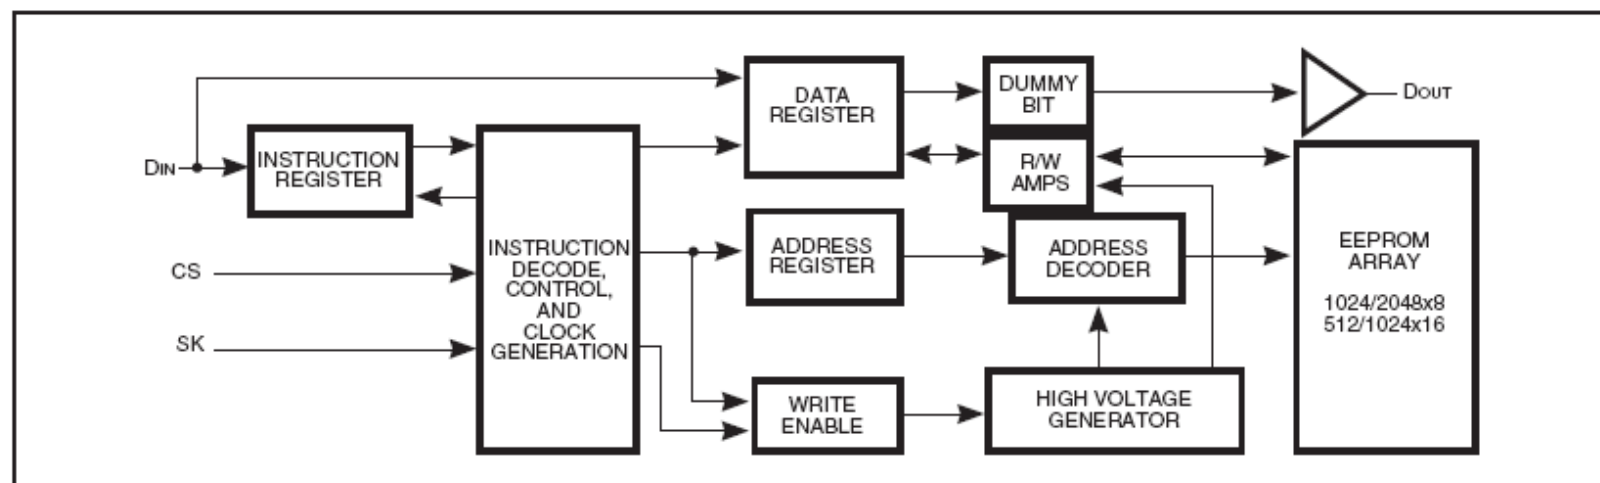 DATA
REGISTER
DUMMY
BIT
DOUT
DIN
INSTRUCTION
REGISTER
R/W
AMPS
INSTRUCTION
DECODE,
CONTROL,
AND
CLOCK
GENERATION
ADDRESS
REGISTER
ADDRESS
DECODER
EEPROM
ARRAY
1024/2048x8
512/1024x16
CS
SK
WRITE
ENABLE
HIGH VOLTAGE
GENERATOR